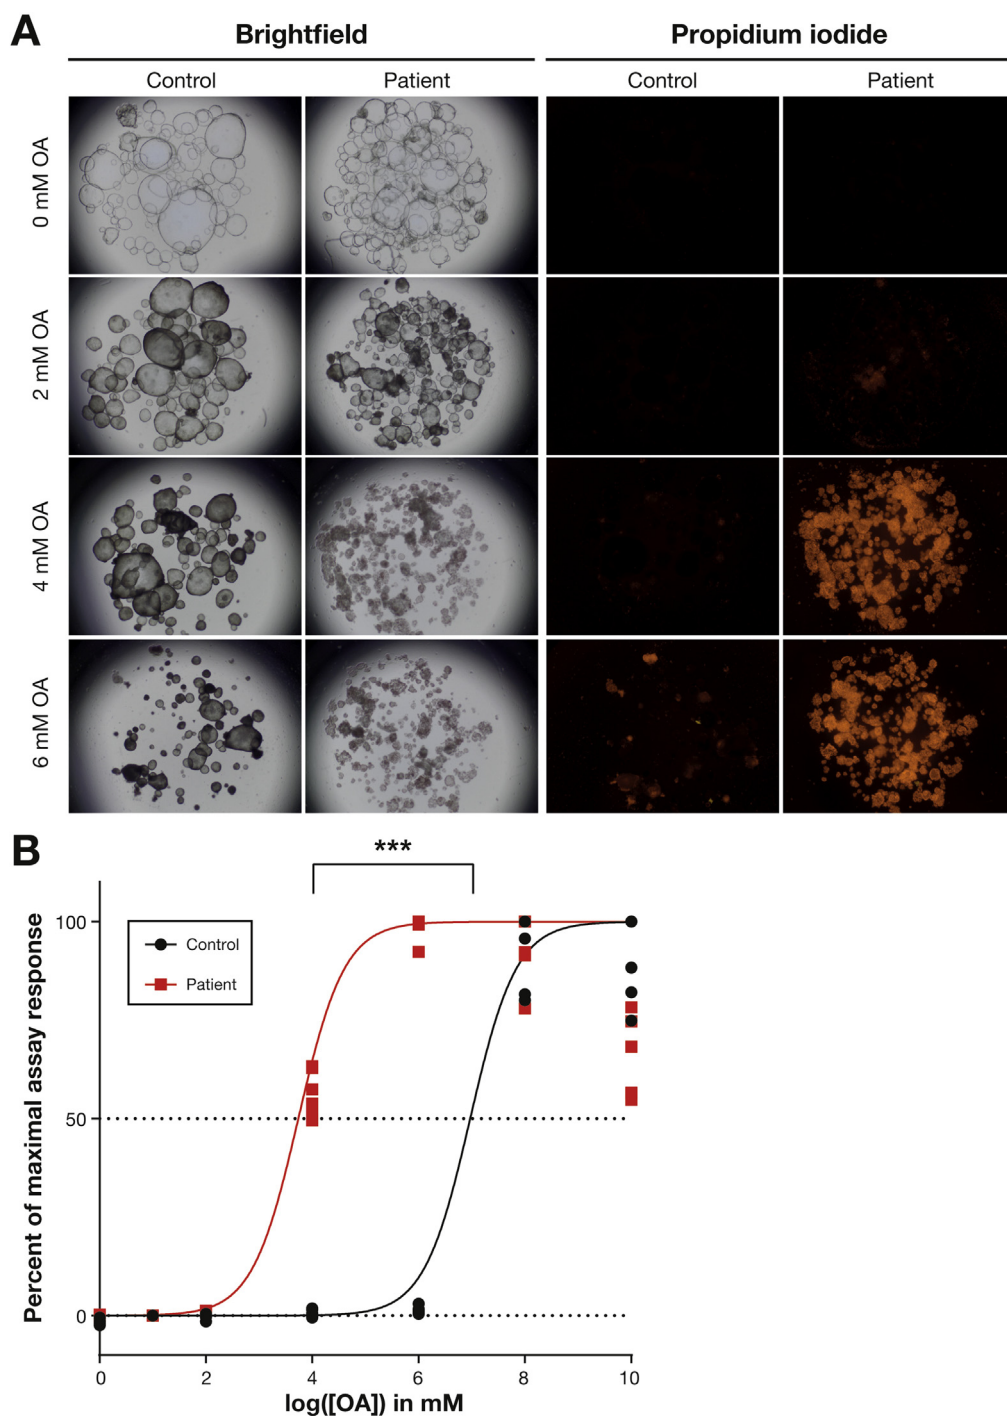 A
Brightfield
Propidium iodide
Control
Patient
Control
Patient
0 mM OA
2 mM OA
4 mM OA
6 mM OA
B
***
Percent of maximal assay response
100
50
0
Control
Patient
0
2
4
6
8
10
log([OA]) in mM